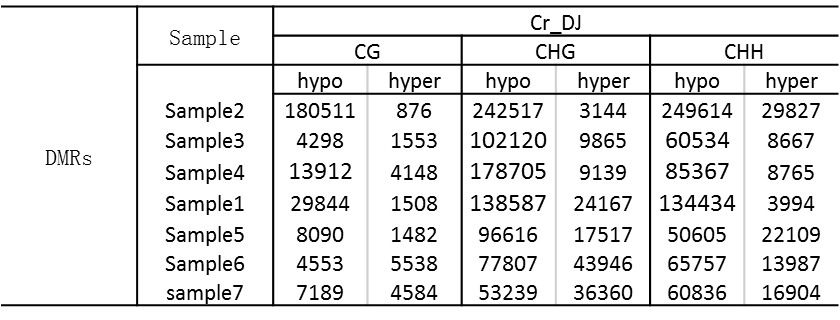 Sample Cr_DJ
CG CHG CHH
hypo hyper hypo hyper hypo hyper
DMRs
Sample2 180511 876 242517 3144 249614 29827
Sample3 4298 1553 102120 9865 60534 8667
Sample4 13912 4148 178705 9139 85367 8765
Sample1 29844 1508 138587 24167 134434 3994
Sample5 8090 1482 96616 17517 50605 22109
Sample6 4553 5538 77807 43946 65757 13987
sample7 7189 4584 53239 36360 60836 16904